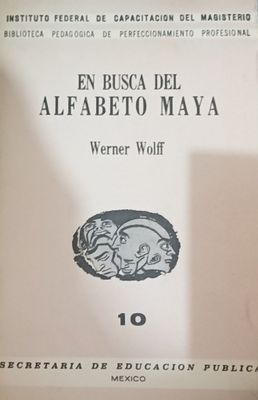 INSTITUTO FEDERAL DE CAPACITACION DEL MAGISTERIO
BIBLIOTECA PEDAGOGICA DE PERFECCIONAMIENTO PROFESIONAL
EN BUSCA DEL
ALFABETO MAYA
Werner Wolff
10
SECRETARIA DE EDUCACION PUBLICA
MEXICO